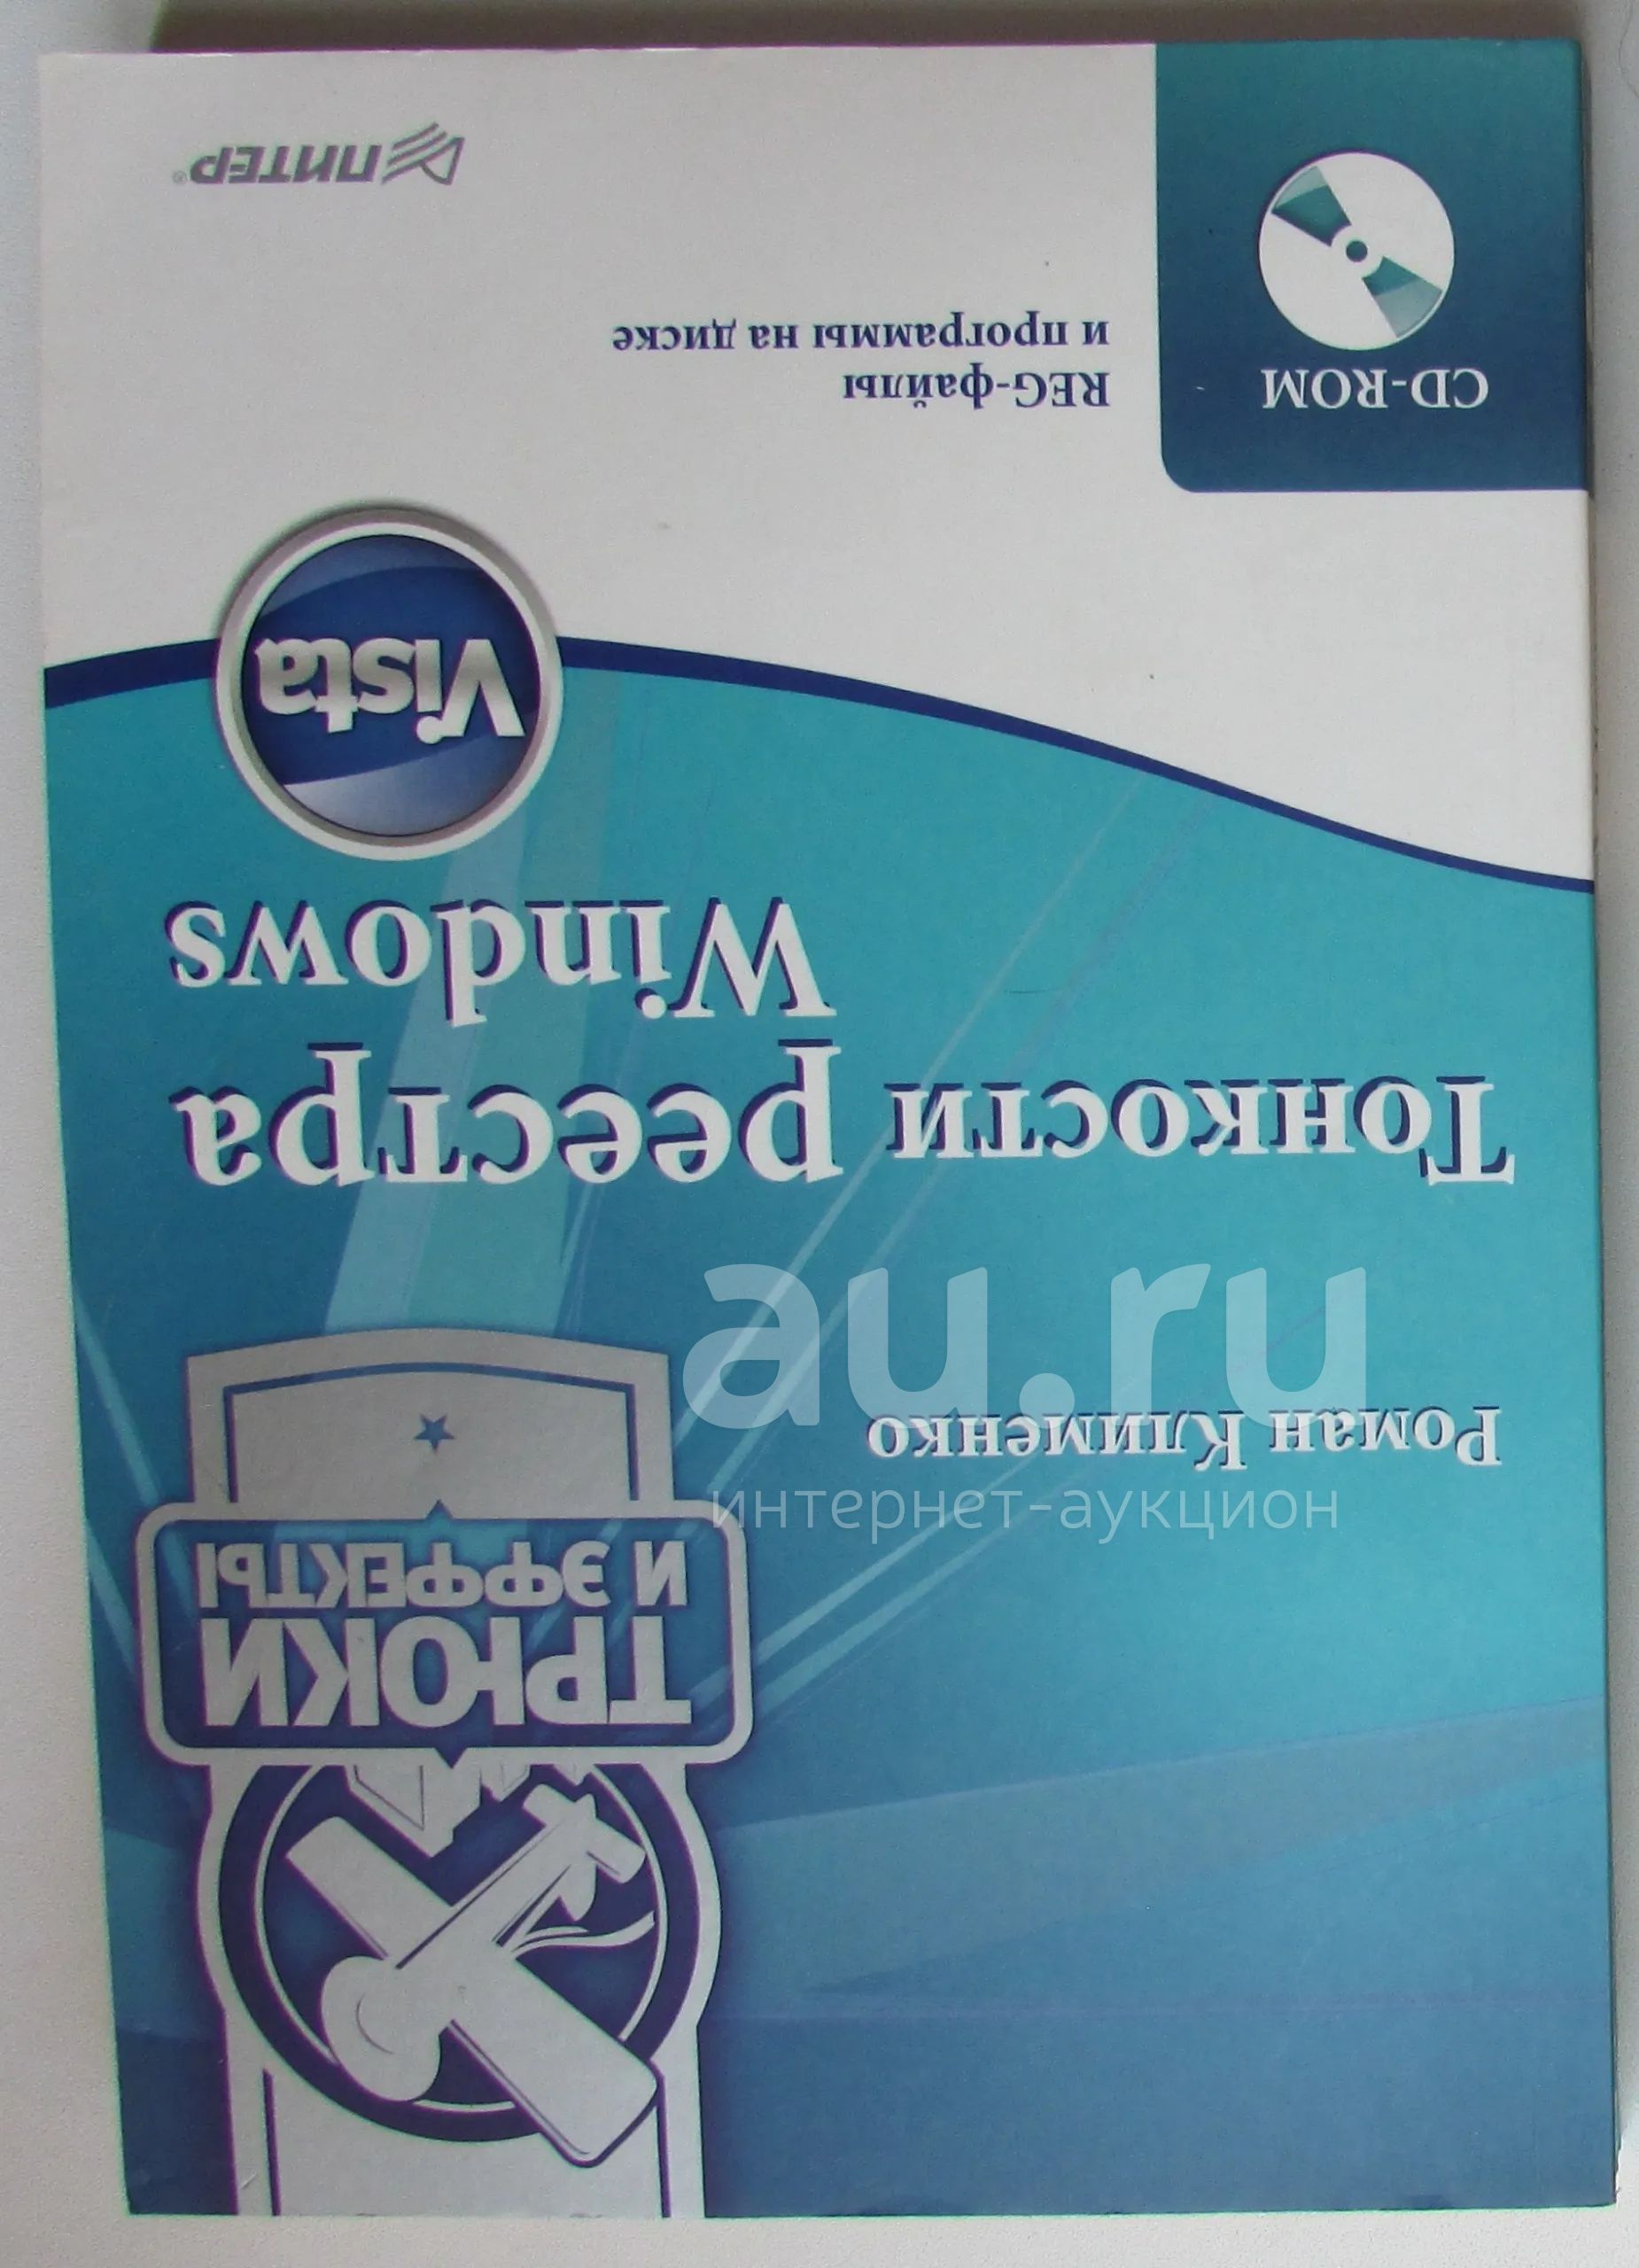 ТРЮКИ
И ЭФФЕКТЫ
Роман Клименко
Тонкости реестра
Windows
Vista
CD-ROM
REG-файлы
и программы на диске
ПИТЕР®
au.ru
интернет-аукцион